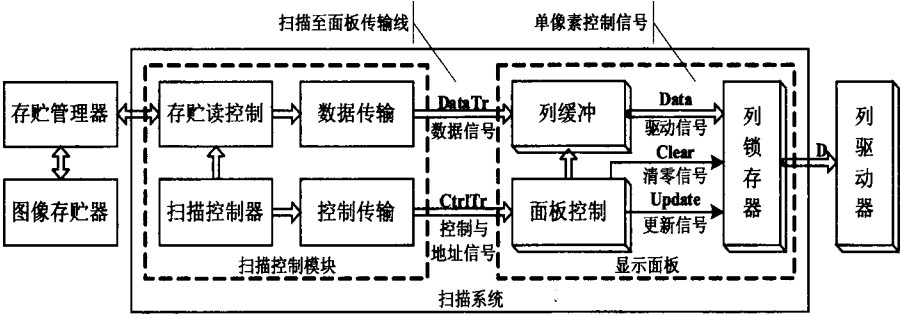 扫描至面板传输线
单像素控制信号
存贮管理器
存贮读控制
数据传输
DataTr
数据信号
列缓冲
Data
驱动信号
列锁存器
D
列驱动器
Clear
清零信号
图像存贮器
扫描控制器
控制传输
CtrlTr
控制与
地址信号
面板控制
Update
更新信号
扫描控制模块
显示面板
扫描系统